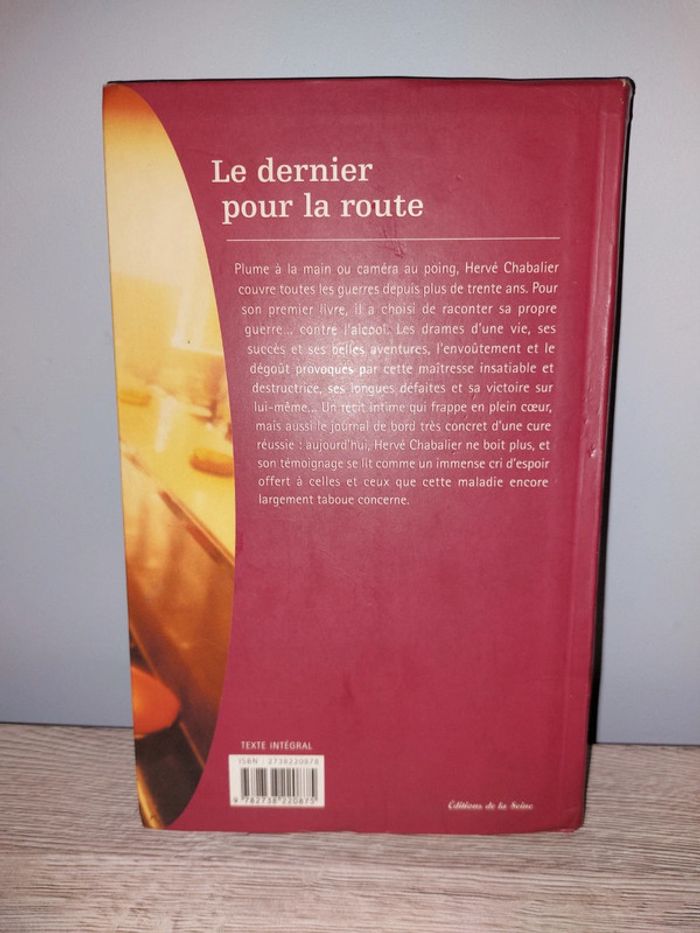 Le dernier
pour la route
Plume à la main ou caméra au poing, Hervé Chabalier
couvre toutes les guerres depuis plus de trente ans. Pour
son premier livre, il a choisi de raconter sa propre
guerre... contre l'alcool. Les drames d'une vie, ses
succès et ses belles aventures, l'envoûtement et le
dégoût provoqués par cette maîtresse insatiable et
destructrice, ses longues défaites et sa victoire sur
lui-même... Un récit intime qui frappe en plein cœur,
mais aussi le journal de bord très concret d'une cure
réussie : aujourd'hui, Hervé Chabalier ne boit plus, et
son témoignage se lit comme un immense cri d'espoir
offert à celles et ceux que cette maladie encore
largement taboue concerne.
TEXTE INTÉGRAL
ISBN : 2738220878
9 782738 220875
Éditions de la Seine